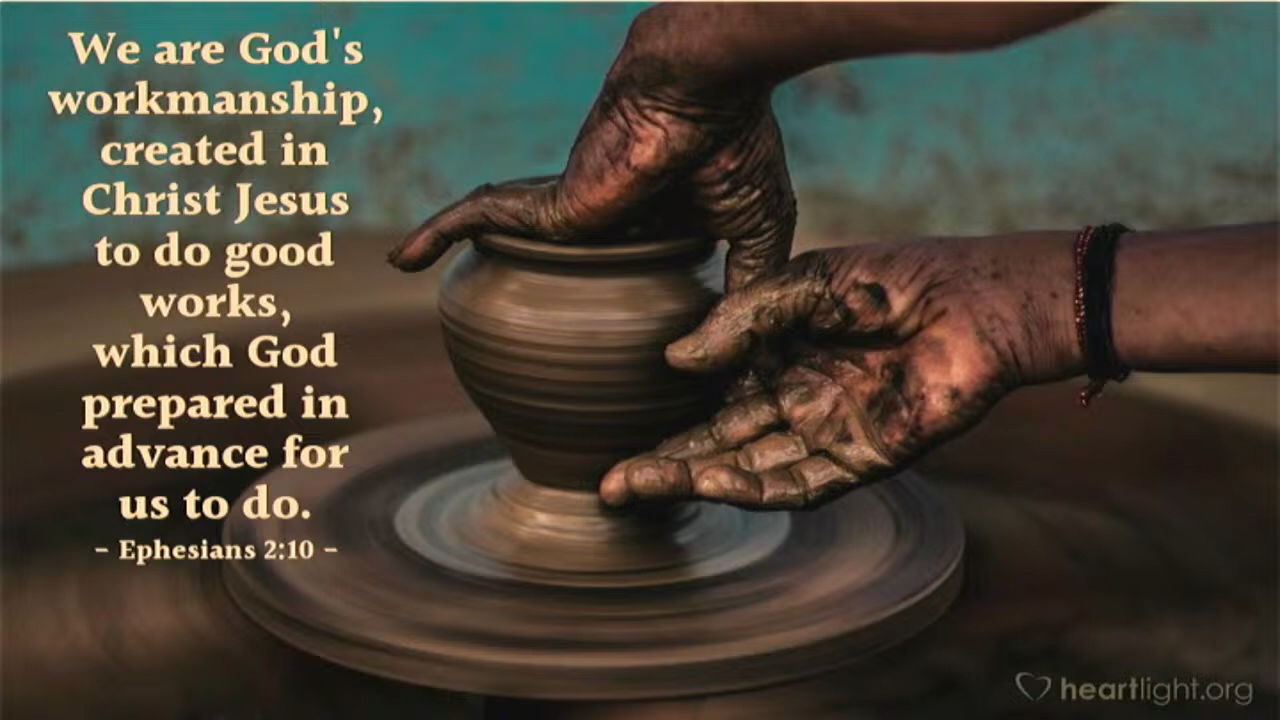 We are God's
workmanship,
created in
Christ Jesus
to do good
works,
which God
prepared in
advance for
us to do.
- Ephesians 2:10 -
heartlight.org